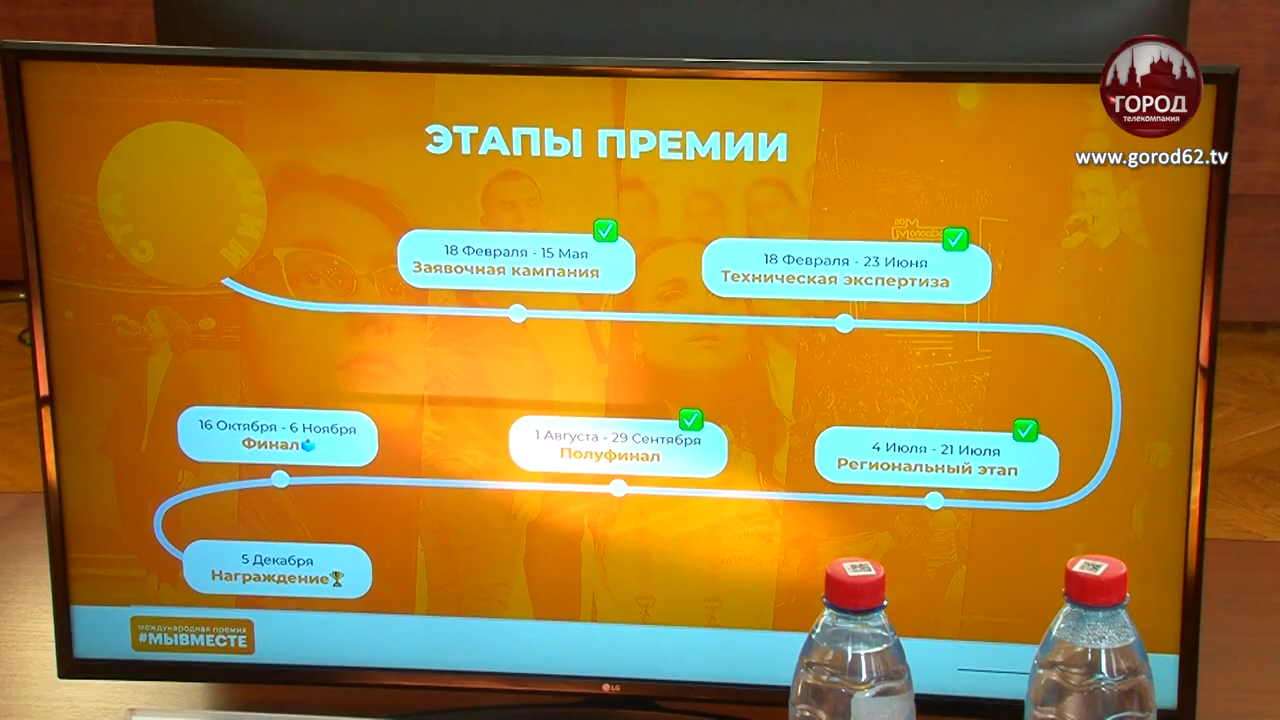 ГОРОД
телекомпания
www.gorod62.tv
ЭТАПЫ ПРЕМИИ
18 Февраля - 15 Мая
Заявочная кампания
18 Февраля - 23 Июня
Техническая экспертиза
16 Октября - 6 Ноября
Финал
1 Августа - 29 Сентября
Полуфинал
4 Июля - 21 Июля
Региональный этап
5 Декабря
Награждение
международная премия
#МЫВМЕСТЕ
LG